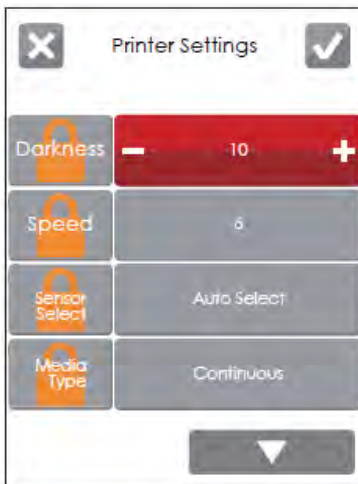 Printer Settings
Darkness
10
Speed
6
Sensor
Select
Auto Select
Media
Type
Continuous